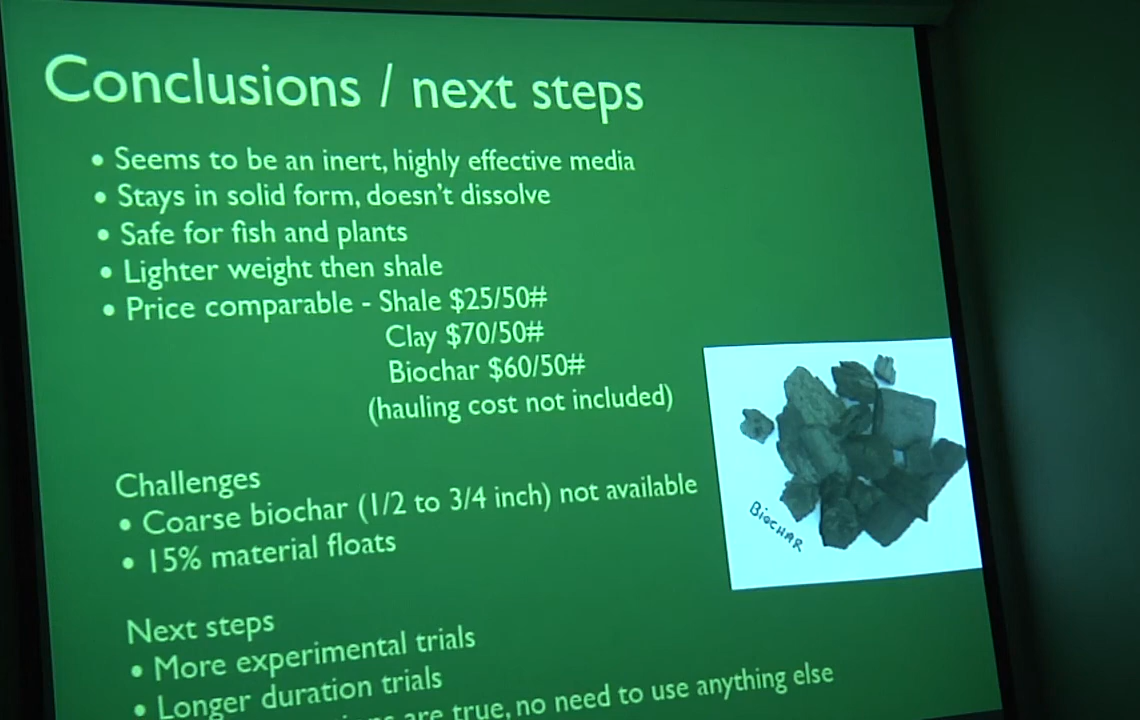 Conclusions / next steps
• Seems to be an inert, highly effective media
• Stays in solid form, doesn't dissolve
• Safe for fish and plants
• Lighter weight then shale
• Price comparable - Shale $25/50#
Clay $70/50#
Biochar $60/50#
(hauling cost not included)
Challenges
• Coarse biochar (1/2 to 3/4 inch) not available
• 15% material floats
BIOCHAR
Next steps
• More experimental trials
• Longer duration trials
are true, no need to use anything else